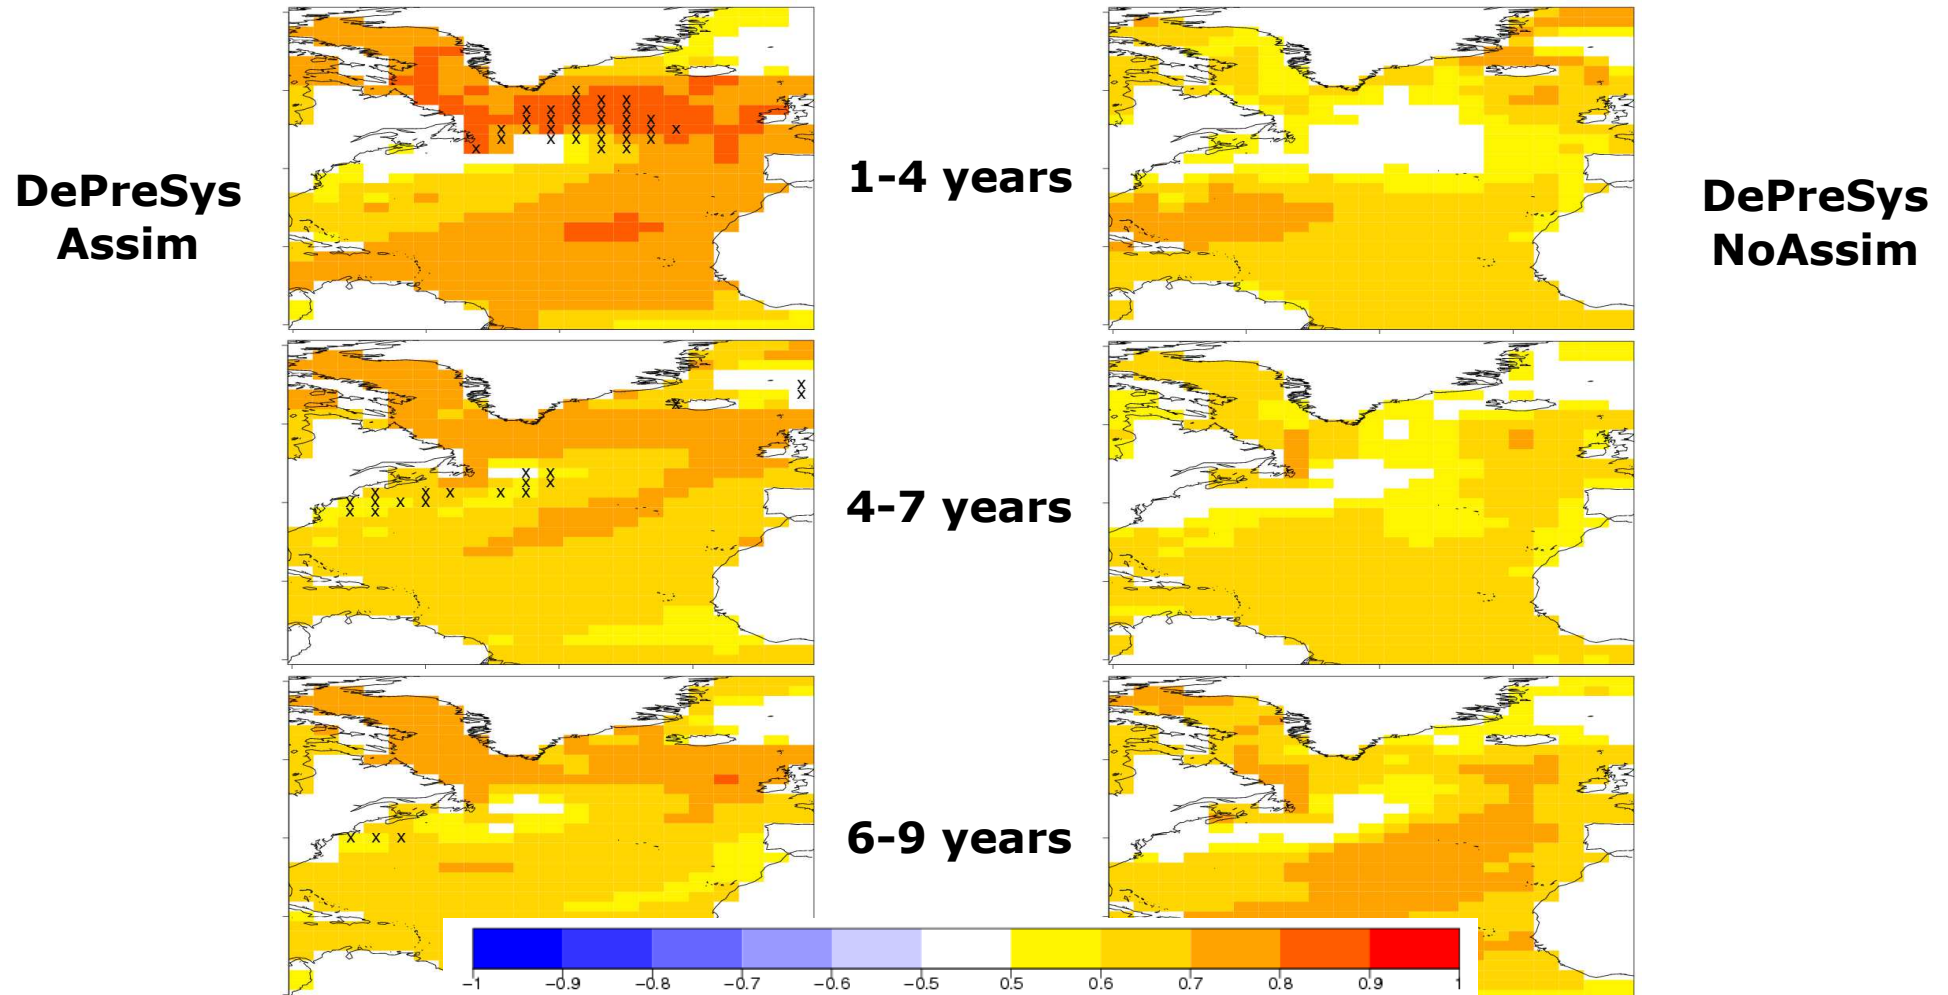 DePreSys
Assim
1-4 years
DePreSys
NoAssim
4-7 years
6-9 years
-1 -0.9 -0.8 -0.7 -0.6 -0.5 0.5 0.6 0.7 0.8 0.9 1